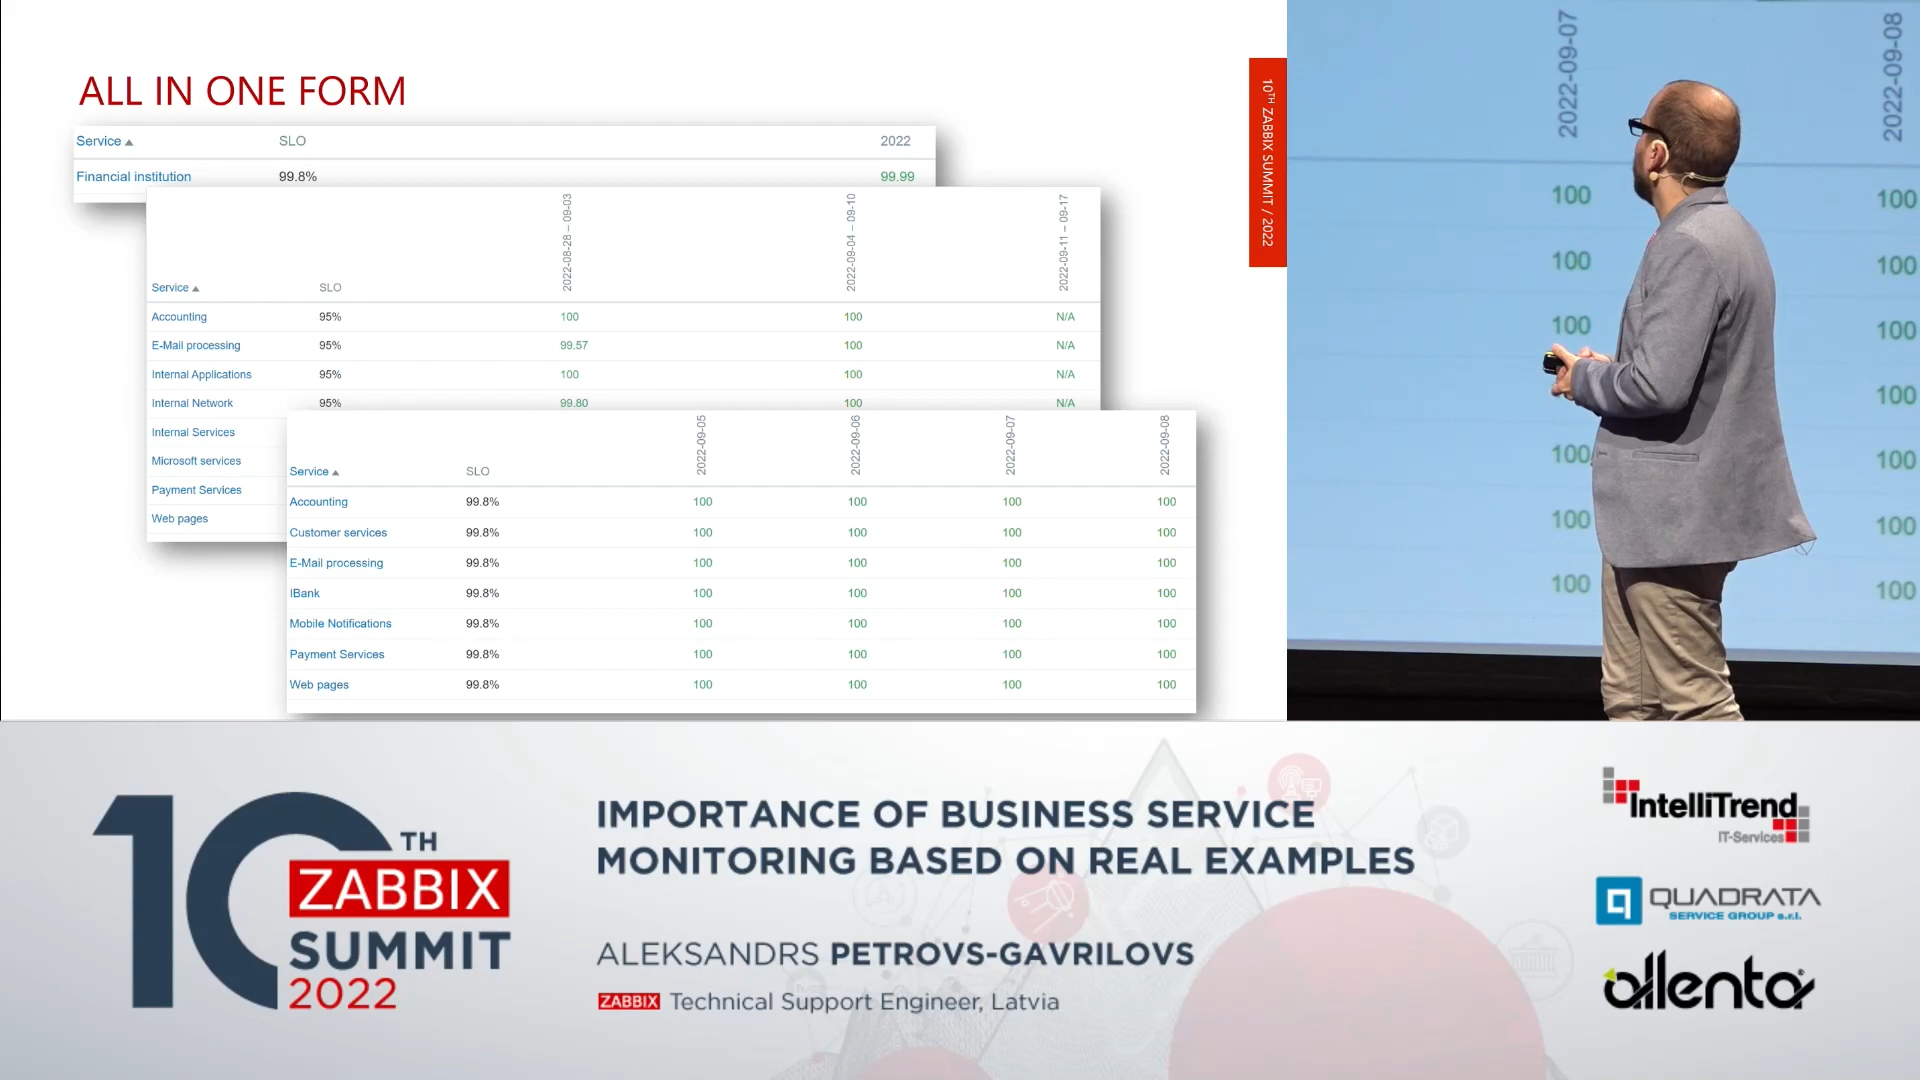 ALL IN ONE FORM
Service ▲ SLO 2022
Financial institution 99.8% 99.99
Service ▲ SLO 2022-08-28 – 09-03 2022-09-04 – 09-10 2022-09-11 – 09-17
Accounting 95% 100 100 N/A
E-Mail processing 95% 99.57 100 N/A
Internal Applications 95% 100 100 N/A
Internal Network 95% 99.80 100 N/A
Internal Services
Microsoft services
Payment Services
Web pages
Service ▲ SLO 2022-09-05 2022-09-06 2022-09-07 2022-09-08
Accounting 99.8% 100 100 100 100
Customer services 99.8% 100 100 100 100
E-Mail processing 99.8% 100 100 100 100
IBank 99.8% 100 100 100 100
Mobile Notifications 99.8% 100 100 100 100
Payment Services 99.8% 100 100 100 100
Web pages 99.8% 100 100 100 100
10TH ZABBIX SUMMIT / 2022
2022-09-07 2022-09-08
100 100
100 100
100 100
100
100 100
100 100
100 100
10TH
ZABBIX
SUMMIT
2022
IMPORTANCE OF BUSINESS SERVICE
MONITORING BASED ON REAL EXAMPLES
ALEKSANDRS PETROVS-GAVRILOVS
ZABBIX Technical Support Engineer, Latvia
IntelliTrend
IT-Services
QUADRATA
SERVICE GROUP s.r.l.
allenta